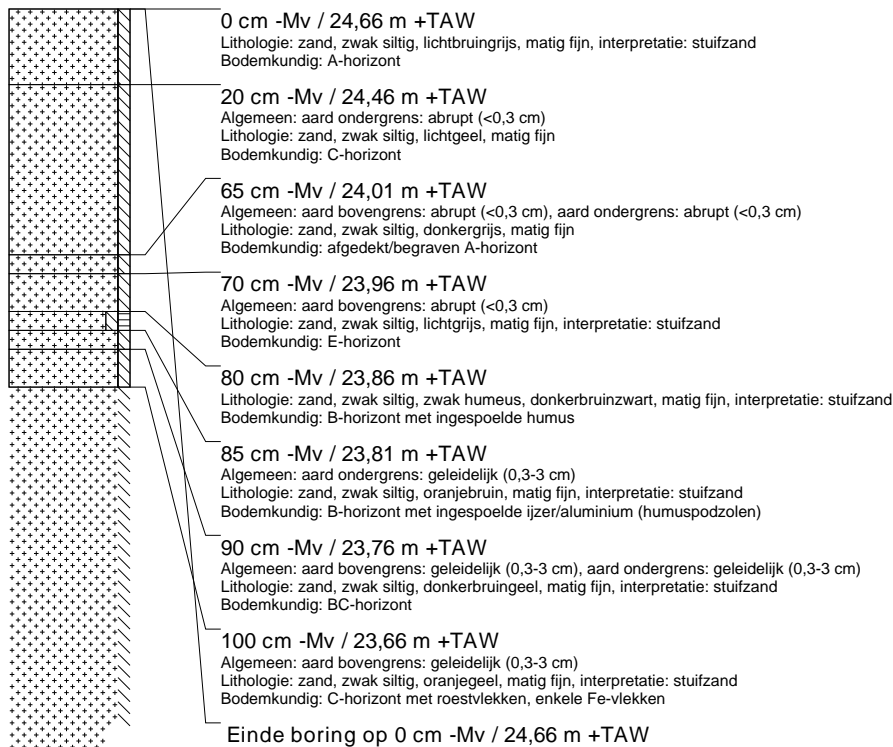 0 cm -Mv / 24,66 m +TAW
Lithologie: zand, zwak siltig, lichtbruingrijs, matig fijn, interpretatie: stuifzand
Bodemkundig: A-horizont
20 cm -Mv / 24,46 m +TAW
Algemeen: aard ondergrens: abrupt (<0,3 cm)
Lithologie: zand, zwak siltig, lichtgeel, matig fijn
Bodemkundig: C-horizont
65 cm -Mv / 24,01 m +TAW
Algemeen: aard bovengrens: abrupt (<0,3 cm), aard ondergrens: abrupt (<0,3 cm)
Lithologie: zand, zwak siltig, donkergrijs, matig fijn
Bodemkundig: afgedekt/begraven A-horizont
70 cm -Mv / 23,96 m +TAW
Algemeen: aard bovengrens: abrupt (<0,3 cm)
Lithologie: zand, zwak siltig, lichtgrijs, matig fijn, interpretatie: stuifzand
Bodemkundig: E-horizont
80 cm -Mv / 23,86 m +TAW
Lithologie: zand, zwak siltig, zwak humeus, donkerbruinzwart, matig fijn, interpretatie: stuifzand
Bodemkundig: B-horizont met ingespoelde humus
85 cm -Mv / 23,81 m +TAW
Algemeen: aard ondergrens: geleidelijk (0,3-3 cm)
Lithologie: zand, zwak siltig, oranjebruin, matig fijn, interpretatie: stuifzand
Bodemkundig: B-horizont met ingespoelde ijzer/aluminium (humuspodzolen)
90 cm -Mv / 23,76 m +TAW
Algemeen: aard bovengrens: geleidelijk (0,3-3 cm), aard ondergrens: geleidelijk (0,3-3 cm)
Lithologie: zand, zwak siltig, donkerbruingeel, matig fijn, interpretatie: stuifzand
Bodemkundig: BC-horizont
100 cm -Mv / 23,66 m +TAW
Algemeen: aard bovengrens: geleidelijk (0,3-3 cm)
Lithologie: zand, zwak siltig, oranjegeel, matig fijn, interpretatie: stuifzand
Bodemkundig: C-horizont met roestvlekken, enkele Fe-vlekken
Einde boring op 0 cm -Mv / 24,66 m +TAW